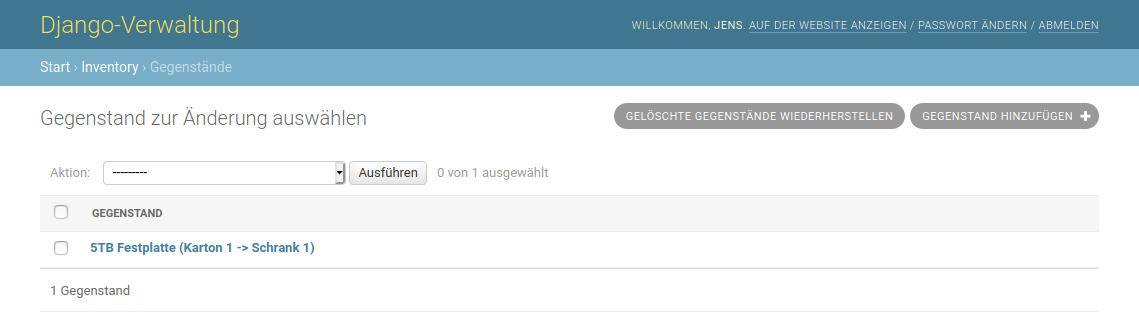 Django-Verwaltung
WILLKOMMEN, JENS. AUF DER WEBSITE ANZEIGEN / PASSWORT ÄNDERN / ABMELDEN
Start › Inventory › Gegenstände
Gegenstand zur Änderung auswählen
GELÖSCHTE GEGENSTÄNDE WIEDERHERSTELLEN
GEGENSTAND HINZUFÜGEN
Aktion: --------- Ausführen 0 von 1 ausgewählt
GEGENSTAND
5TB Festplatte (Karton 1 -> Schrank 1)
1 Gegenstand